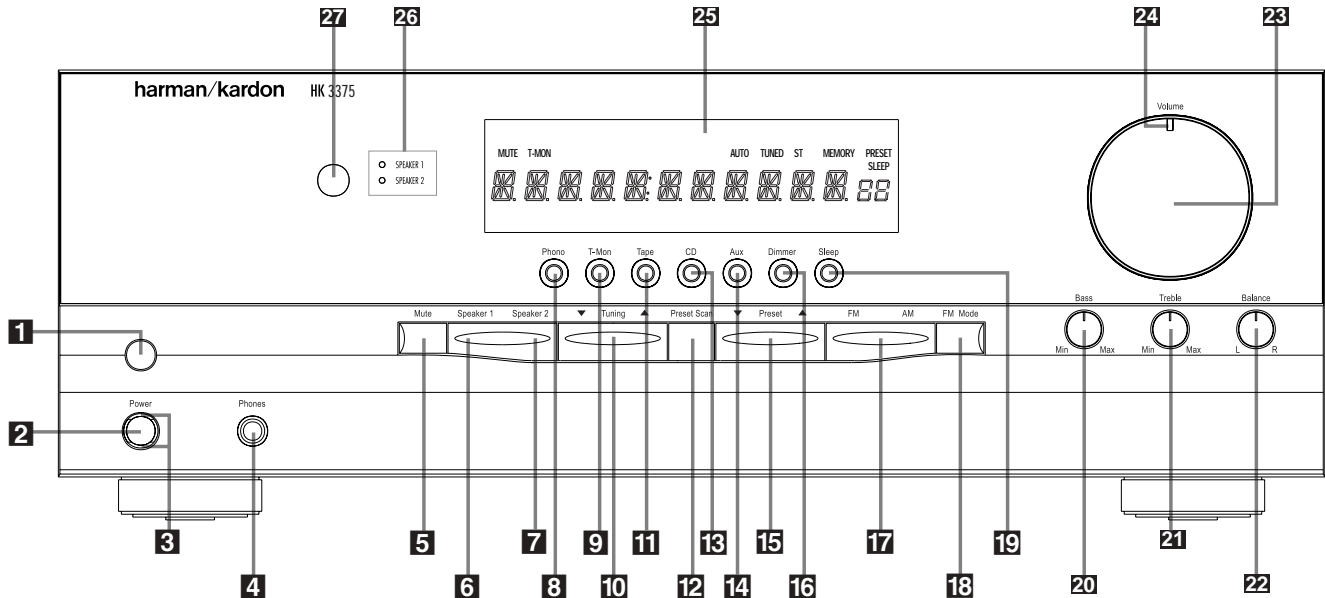 27 26 25 24 23
harman/kardon HK 3375
Volume
SPEAKER 1
SPEAKER 2
MUTE T-MON AUTO TUNED ST MEMORY PRESET
SLEEP
Phono T-Mon Tape CD Aux Dimmer Sleep
Bass Treble Balance
Mute Speaker 1 Speaker 2 ▼ Tuning ▲ Preset Scan ▼ Preset ▲ FM AM FM Mode
1
Min Max Min Max L R
Power Phones
2
3 5 7 9 11 13 15 17 19 21
4 6 8 10 12 14 16 18 20 22